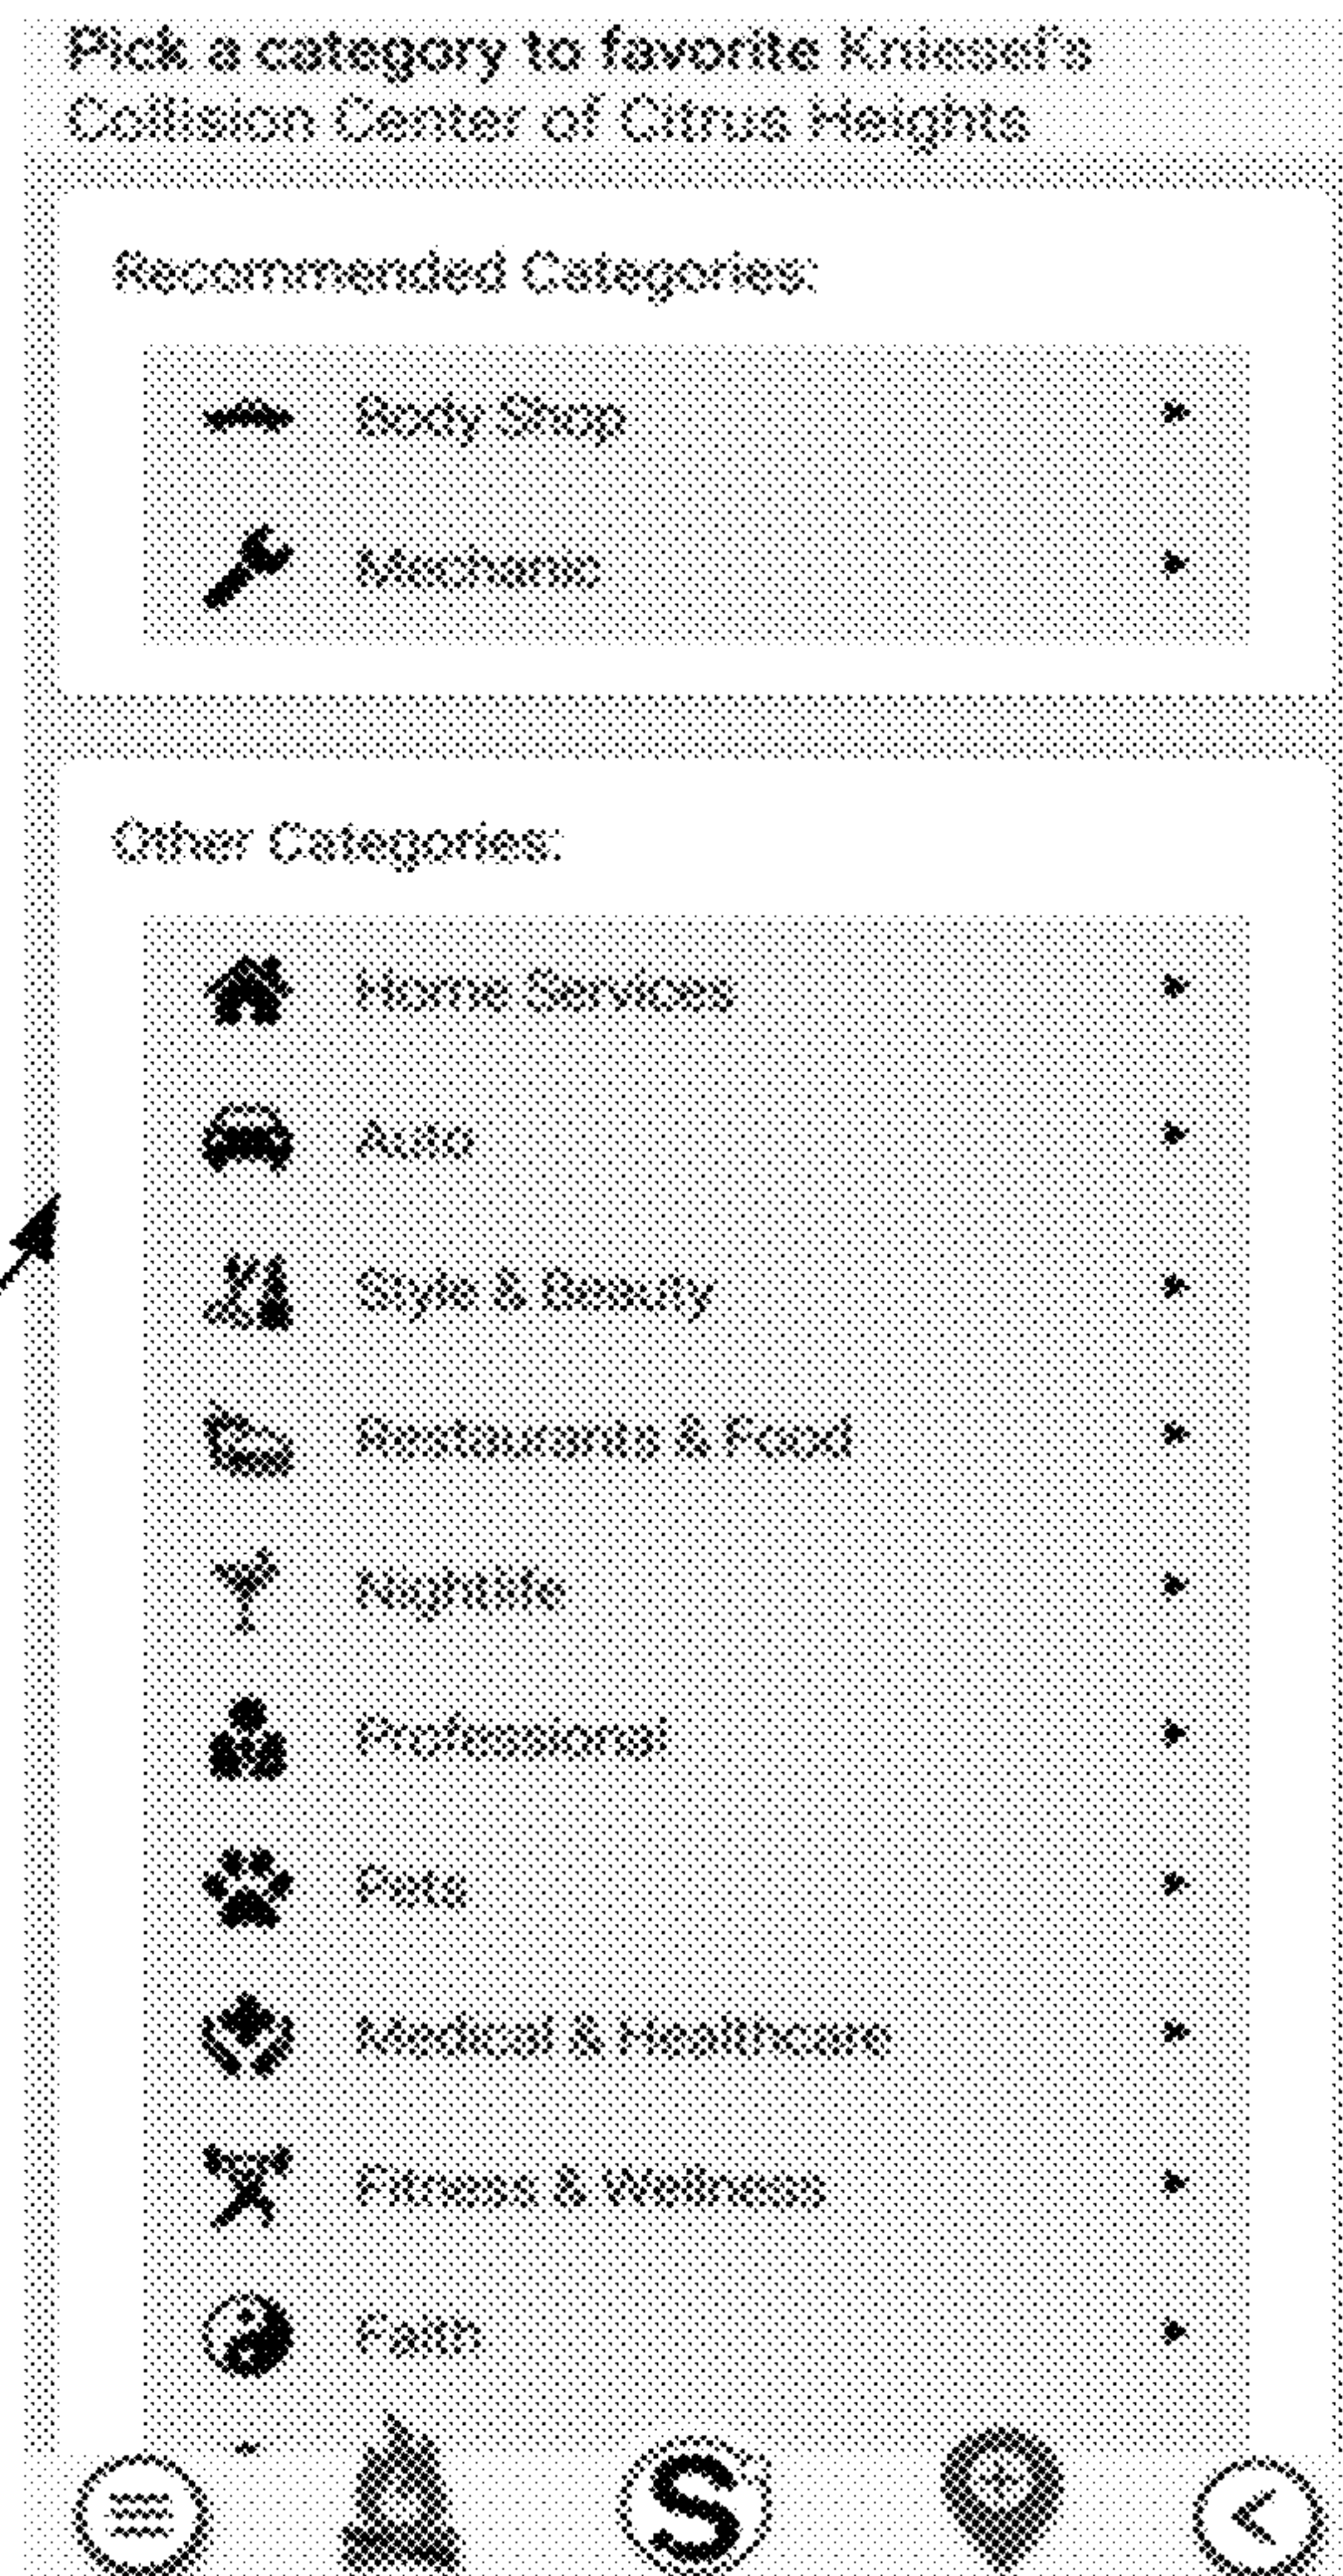 Pick a category to favorite Kniesel's
Collision Center of Citrus Heights
Recommended Categories:
Body Shop
Mechanic
Other Categories:
Home Services
Auto
Style & Beauty
Restaurants & Food
Nightlife
Professional
Pets
Medical & Healthcare
Fitness & Wellness
Faith
S